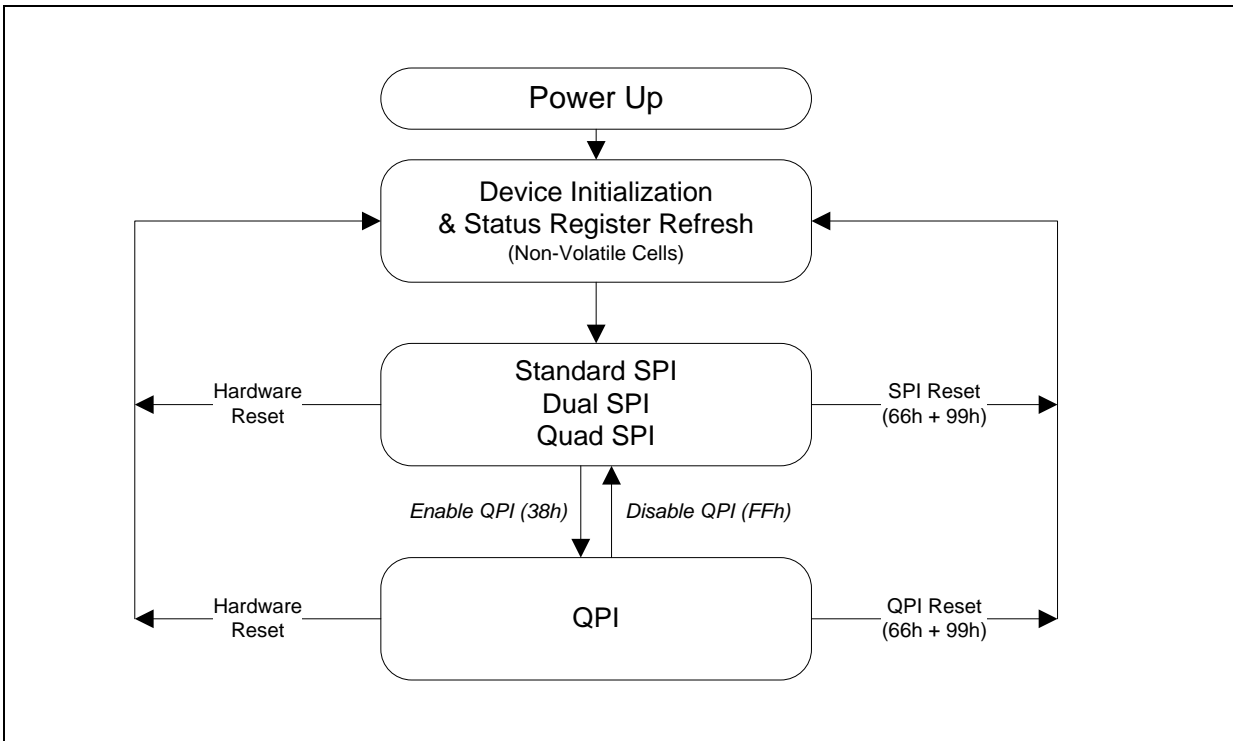 Power Up
Device Initialization
& Status Register Refresh
(Non-Volatile Cells)
Standard SPI
Dual SPI
Quad SPI
Hardware
Reset
SPI Reset
(66h + 99h)
Enable QPI (38h)
Disable QPI (FFh)
QPI
Hardware
Reset
QPI Reset
(66h + 99h)